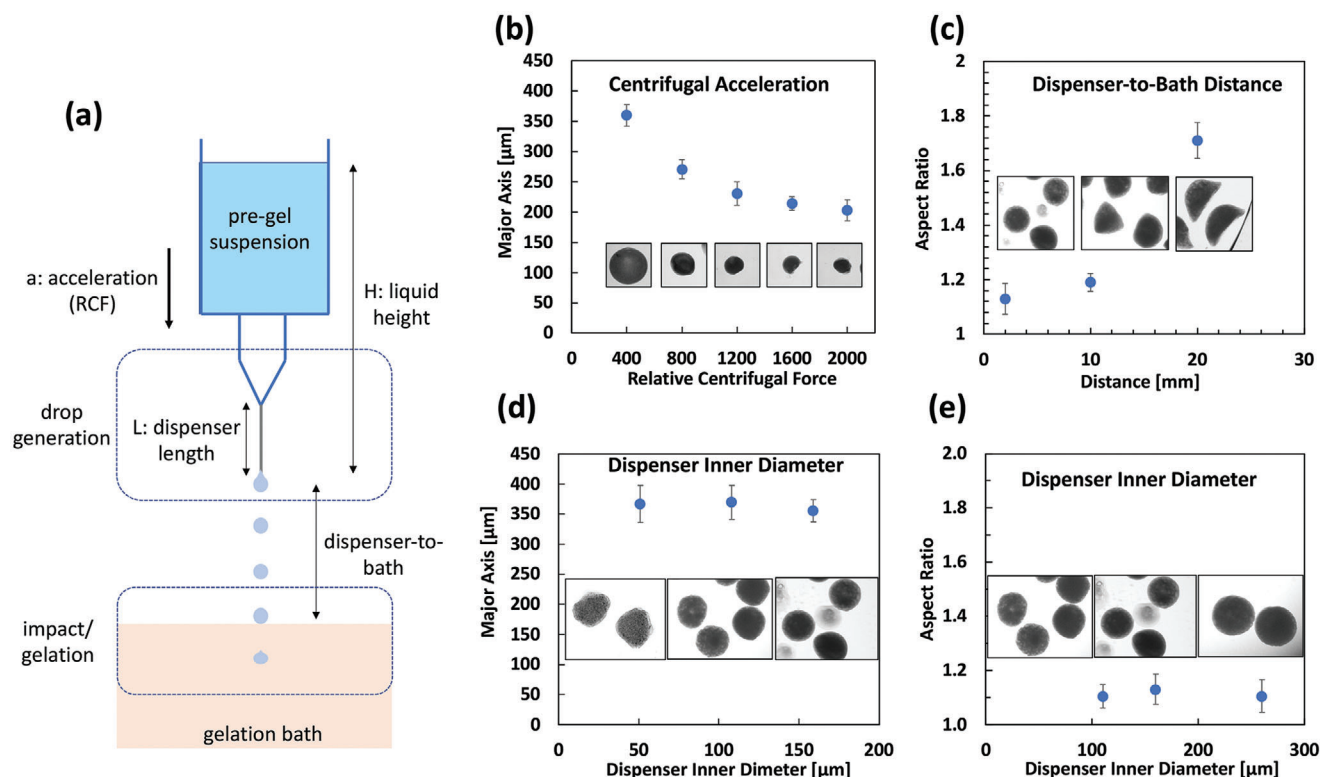 (a)
pre-gel
suspension
a: acceleration
(RCF)
H: liquid
height
drop
generation
L: dispenser
length
dispenser-to-
bath
impact/
gelation
gelation bath
(b)
Centrifugal Acceleration
Major Axis [µm]
450
400
350
300
250
200
150
100
50
0
0 400 800 1200 1600 2000
Relative Centrifugal Force
(c)
Dispenser-to-Bath Distance
Aspect Ratio
2
1.8
1.6
1.4
1.2
1
0 10 20 30
Distance [mm]
(d)
Dispenser Inner Diameter
Major Axis [µm]
450
400
350
300
250
200
150
100
50
0
0 50 100 150 200
Dispenser Inner Dimeter [µm]
(e)
Dispenser Inner Diameter
Aspect Ratio
2.0
1.8
1.6
1.4
1.2
1.0
0 100 200 300
Dispenser Inner Diameter [µm]